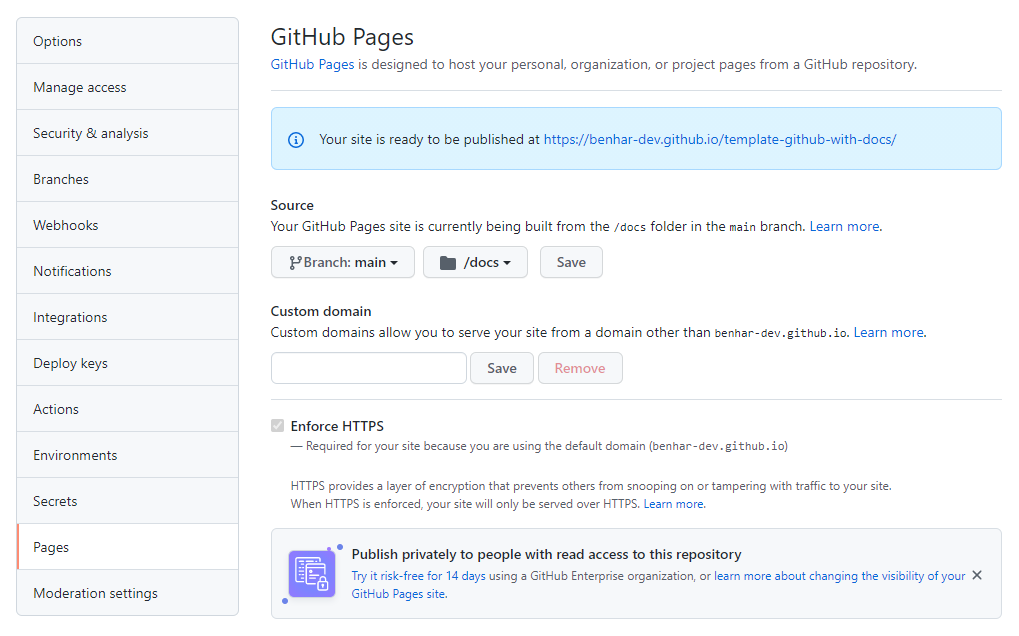 Options
Manage access
Security & analysis
Branches
Webhooks
Notifications
Integrations
Deploy keys
Actions
Environments
Secrets
Pages
Moderation settings
GitHub Pages
GitHub Pages is designed to host your personal, organization, or project pages from a GitHub repository.
Your site is ready to be published at https://benhar-dev.github.io/template-github-with-docs/
Source
Your GitHub Pages site is currently being built from the /docs folder in the main branch. Learn more.
Branch: main /docs Save
Custom domain
Custom domains allow you to serve your site from a domain other than benhar-dev.github.io. Learn more.
Save Remove
Enforce HTTPS
— Required for your site because you are using the default domain (benhar-dev.github.io)
HTTPS provides a layer of encryption that prevents others from snooping on or tampering with traffic to your site.
When HTTPS is enforced, your site will only be served over HTTPS. Learn more.
Publish privately to people with read access to this repository
Try it risk-free for 14 days using a GitHub Enterprise organization, or learn more about changing the visibility of your
GitHub Pages site.